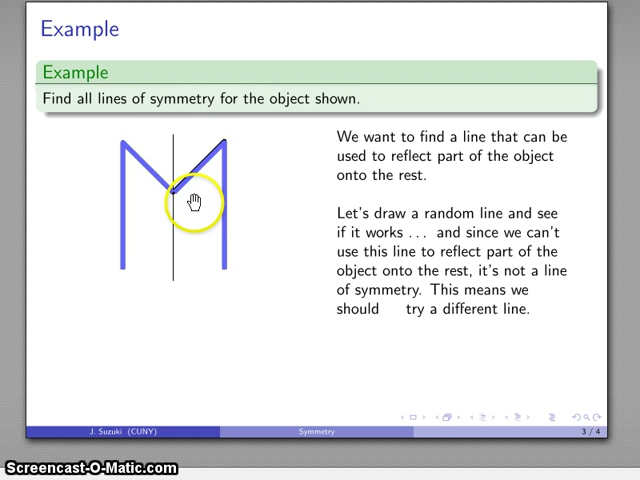 Example
Example
Find all lines of symmetry for the object shown.
We want to find a line that can be
used to reflect part of the object
onto the rest.
Let's draw a random line and see
if it works ... and since we can't
use this line to reflect part of the
object onto the rest, it's not a line
of symmetry. This means we
should try a different line.
J. Suzuki (CUNY)
Symmetry
3 / 4
Screencast-O-Matic.com